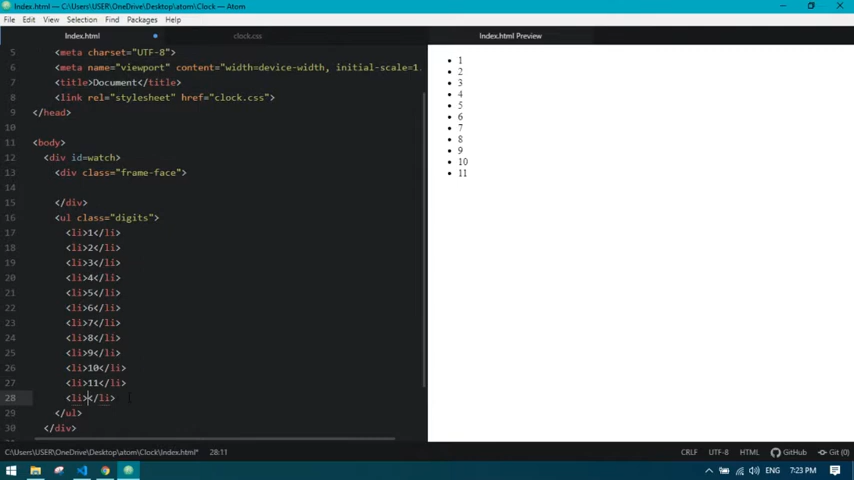 Index.html — C:\Users\USER\OneDrive\Desktop\atom\Clock — Atom
File Edit View Selection Find Packages Help
Index.html clock.css Index.html Preview
5 <meta charset="UTF-8">
6 <meta name="viewport" content="width=device-width, initial-scale=1.
7 <title>Document</title>
8 <link rel="stylesheet" href="clock.css">
9 </head>
10
11 <body>
12 <div id=watch>
13 <div class="frame-face">
14
15 </div>
16 <ul class="digits">
17 <li>1</li>
18 <li>2</li>
19 <li>3</li>
20 <li>4</li>
21 <li>5</li>
22 <li>6</li>
23 <li>7</li>
24 <li>8</li>
25 <li>9</li>
26 <li>10</li>
27 <li>11</li>
28 <li></li>
29 </ul>
30 </div>
• 1
• 2
• 3
• 4
• 5
• 6
• 7
• 8
• 9
• 10
• 11
C:\Users\USER\OneDrive\Desktop\atom\Clock\Index.html* 28:11 CRLF UTF-8 HTML GitHub Git (0)
ENG 7:23 PM